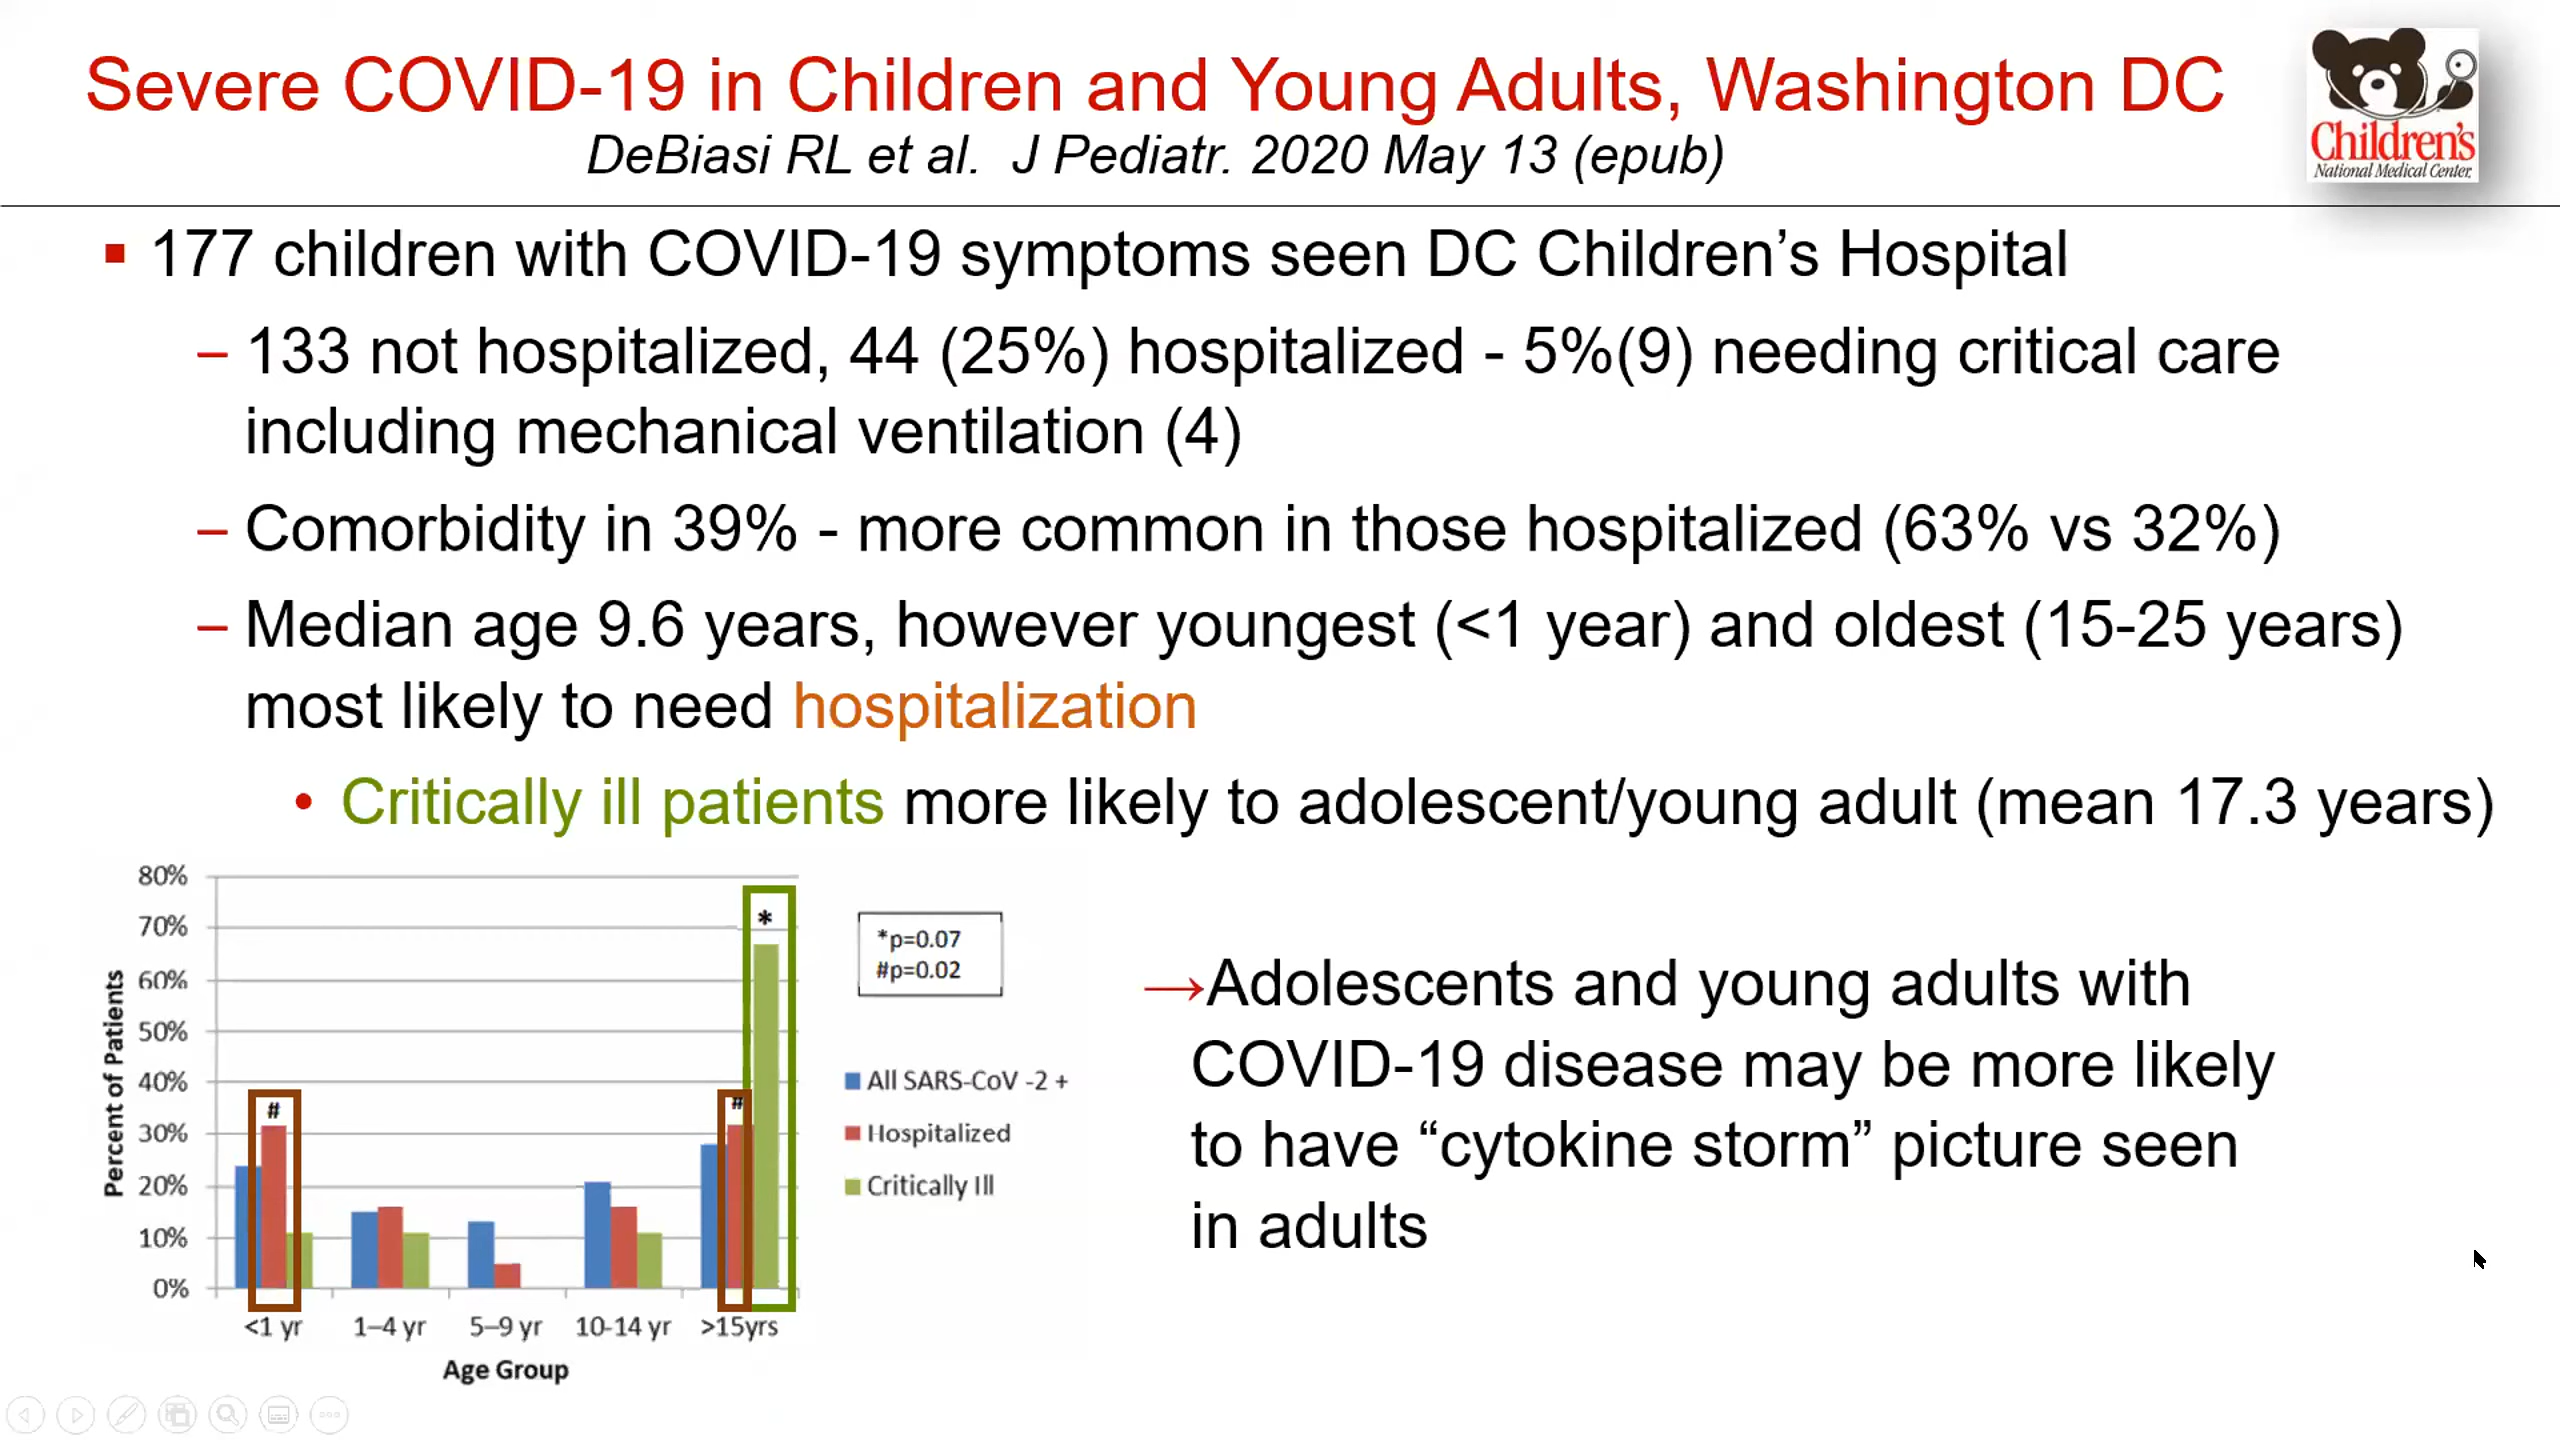 Severe COVID-19 in Children and Young Adults, Washington DC
DeBiasi RL et al. J Pediatr. 2020 May 13 (epub)
Children's
National Medical Center
▪ 177 children with COVID-19 symptoms seen DC Children’s Hospital
– 133 not hospitalized, 44 (25%) hospitalized - 5%(9) needing critical care
including mechanical ventilation (4)
– Comorbidity in 39% - more common in those hospitalized (63% vs 32%)
– Median age 9.6 years, however youngest (<1 year) and oldest (15-25 years)
most likely to need hospitalization
• Critically ill patients more likely to adolescent/young adult (mean 17.3 years)
80%
70%
60%
50%
40%
30%
20%
10%
0%
Percent of Patients
#
#
*
<1 yr
1–4 yr
5–9 yr
10-14 yr
>15yrs
Age Group
*p=0.07
#p=0.02
All SARS-CoV -2 +
Hospitalized
Critically Ill
→Adolescents and young adults with
COVID-19 disease may be more likely
to have “cytokine storm” picture seen
in adults